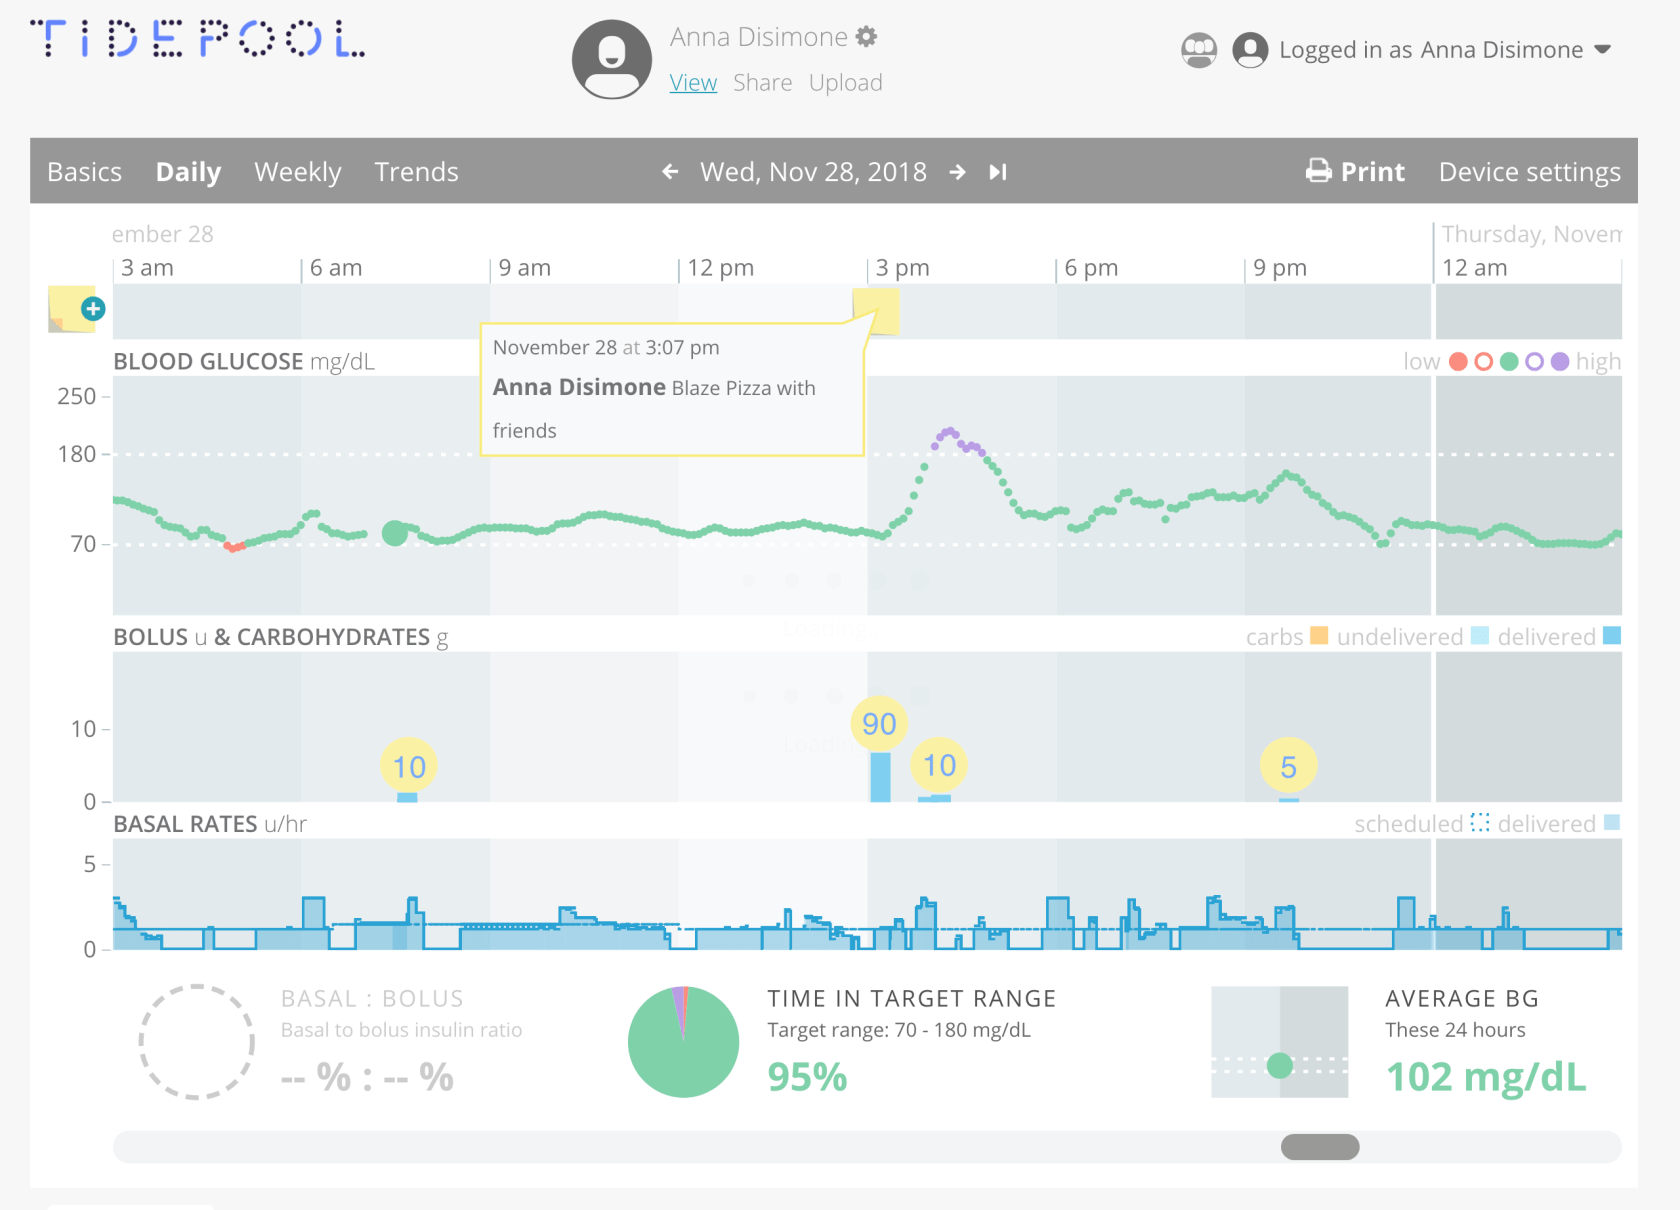 TIDEPOOL
Anna Disimone
View Share Upload
Logged in as Anna Disimone
Basics Daily Weekly Trends
Wed, Nov 28, 2018
Print Device settings
ember 28
Thursday, Novem
3 am 6 am 9 am 12 pm 3 pm 6 pm 9 pm 12 am
November 28 at 3:07 pm
Anna Disimone Blaze Pizza with
friends
BLOOD GLUCOSE mg/dL
low high
250
180
70
Loading.
BOLUS u & CARBOHYDRATES g
carbs undelivered delivered
10
0
10 90 10 5
BASAL RATES u/hr
scheduled delivered
5
0
BASAL : BOLUS
Basal to bolus insulin ratio
-- % : -- %
TIME IN TARGET RANGE
Target range: 70 - 180 mg/dL
95%
AVERAGE BG
These 24 hours
102 mg/dL